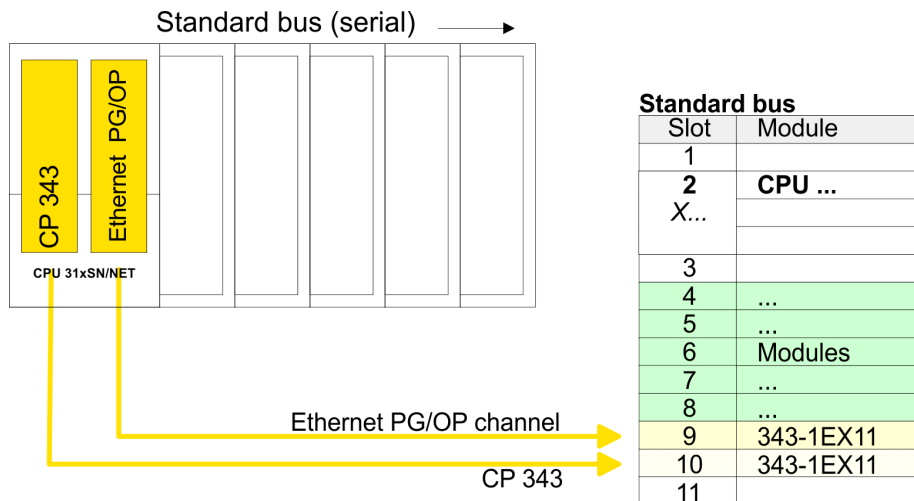 Standard bus (serial)
CP 343
Ethernet PG/OP
CPU 31xSN/NET
Ethernet PG/OP channel
CP 343
Standard bus
Slot Module
1
2 CPU ...
X...
3
4 ...
5 ...
6 Modules
7 ...
8 ...
9 343-1EX11
10 343-1EX11
11